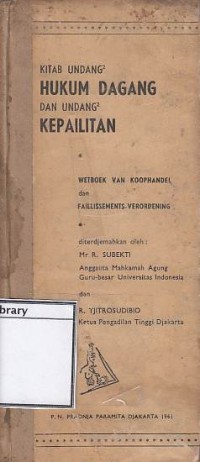 KITAB UNDANG²
HUKUM DAGANG
DAN UNDANG²
KEPAILITAN
WETBOEK VAN KOOPHANDEL
dan
FAILLISSEMENTS-VERORDENING
diterdjemahkan oleh :
Mr R. SUBEKTI
Anggauta Mahkamah Agung
Guru-besar Universitas Indonesia
dan
R. TJITROSUDIBIO
Ketua Pengadilan Tinggi Djakarta
P. N. PRADNJA PARAMITA DJAKARTA 1961
brary